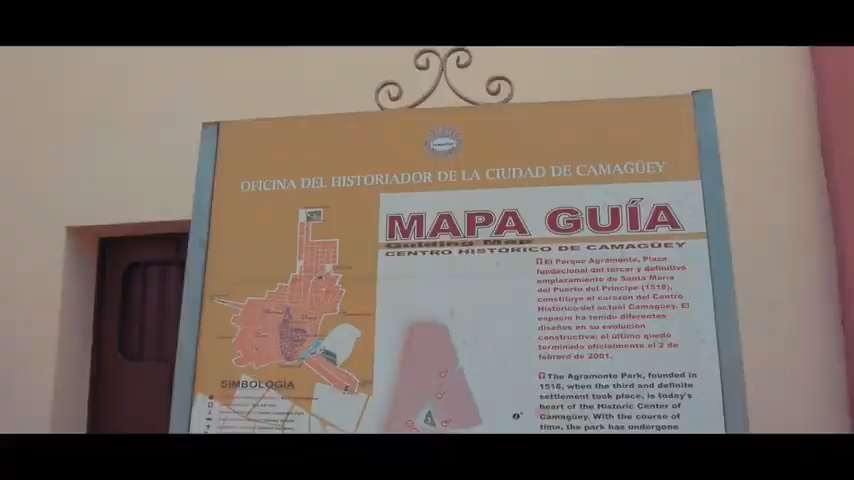 OFICINA DEL HISTORIADOR DE LA CIUDAD DE CAMAGÜEY
MAPA GUÍA
Guiding Map
CENTRO HISTÓRICO DE CAMAGÜEY
El Parque Agramonte, Plaza
fundacional del tercer y definitivo
emplazamiento de Santa María
del Puerto del Príncipe (1516),
constituye el corazón del Centro
Histórico del actual Camagüey. El
espacio ha tenido diferentes
diseños en su evolución
constructiva; el último quedó
terminado oficialmente el 2 de
febrero de 2001.
The Agramonte Park, founded in
1516, when the third and definite
settlement took place, is today's
heart of the Historic Center of
Camagüey. With the course of
time, the park has undergone
SIMBOLOGÍA